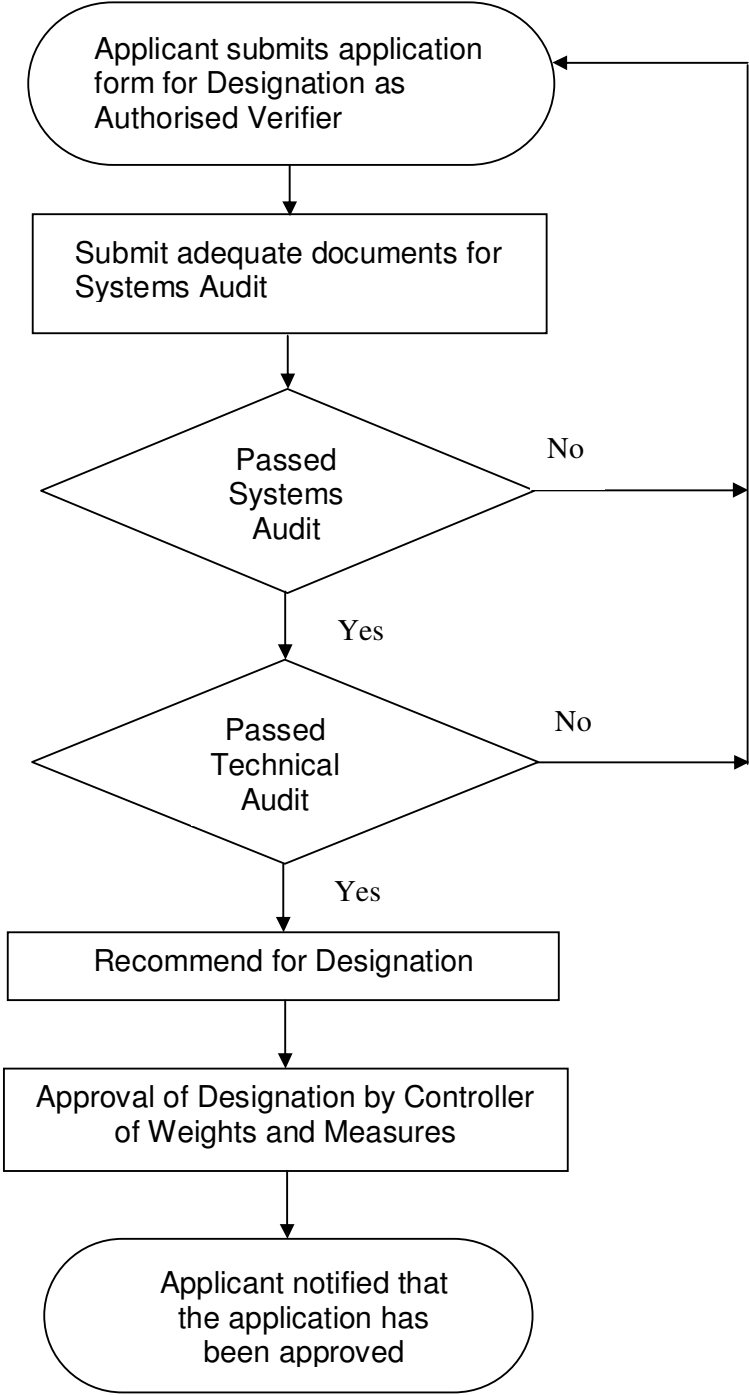 Applicant submits application
form for Designation as
Authorised Verifier
Submit adequate documents for
Systems Audit
Passed
Systems
Audit
No
Yes
Passed
Technical
Audit
No
Yes
Recommend for Designation
Approval of Designation by Controller
of Weights and Measures
Applicant notified that
the application has
been approved